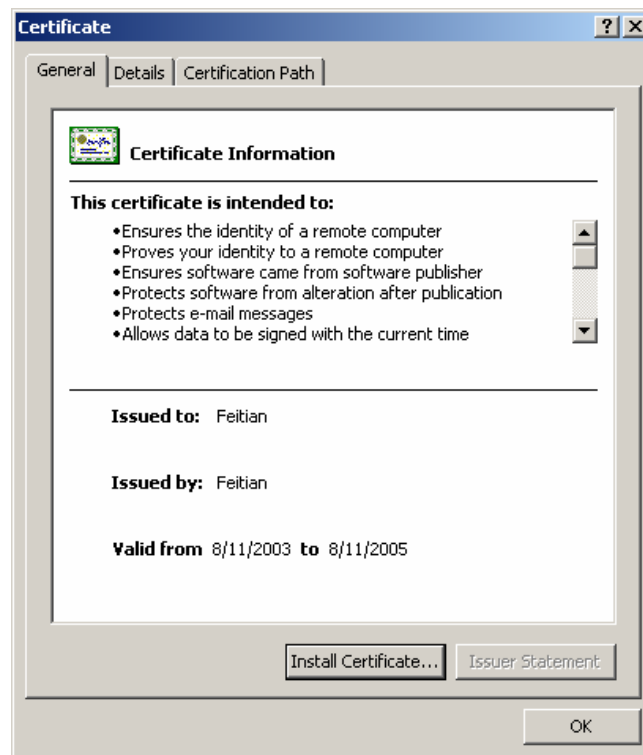 Certificate
General Details Certification Path
Certificate Information
This certificate is intended to:
•Ensures the identity of a remote computer
•Proves your identity to a remote computer
•Ensures software came from software publisher
•Protects software from alteration after publication
•Protects e-mail messages
•Allows data to be signed with the current time
Issued to: Feitian
Issued by: Feitian
Valid from 8/11/2003 to 8/11/2005
Install Certificate... Issuer Statement
OK